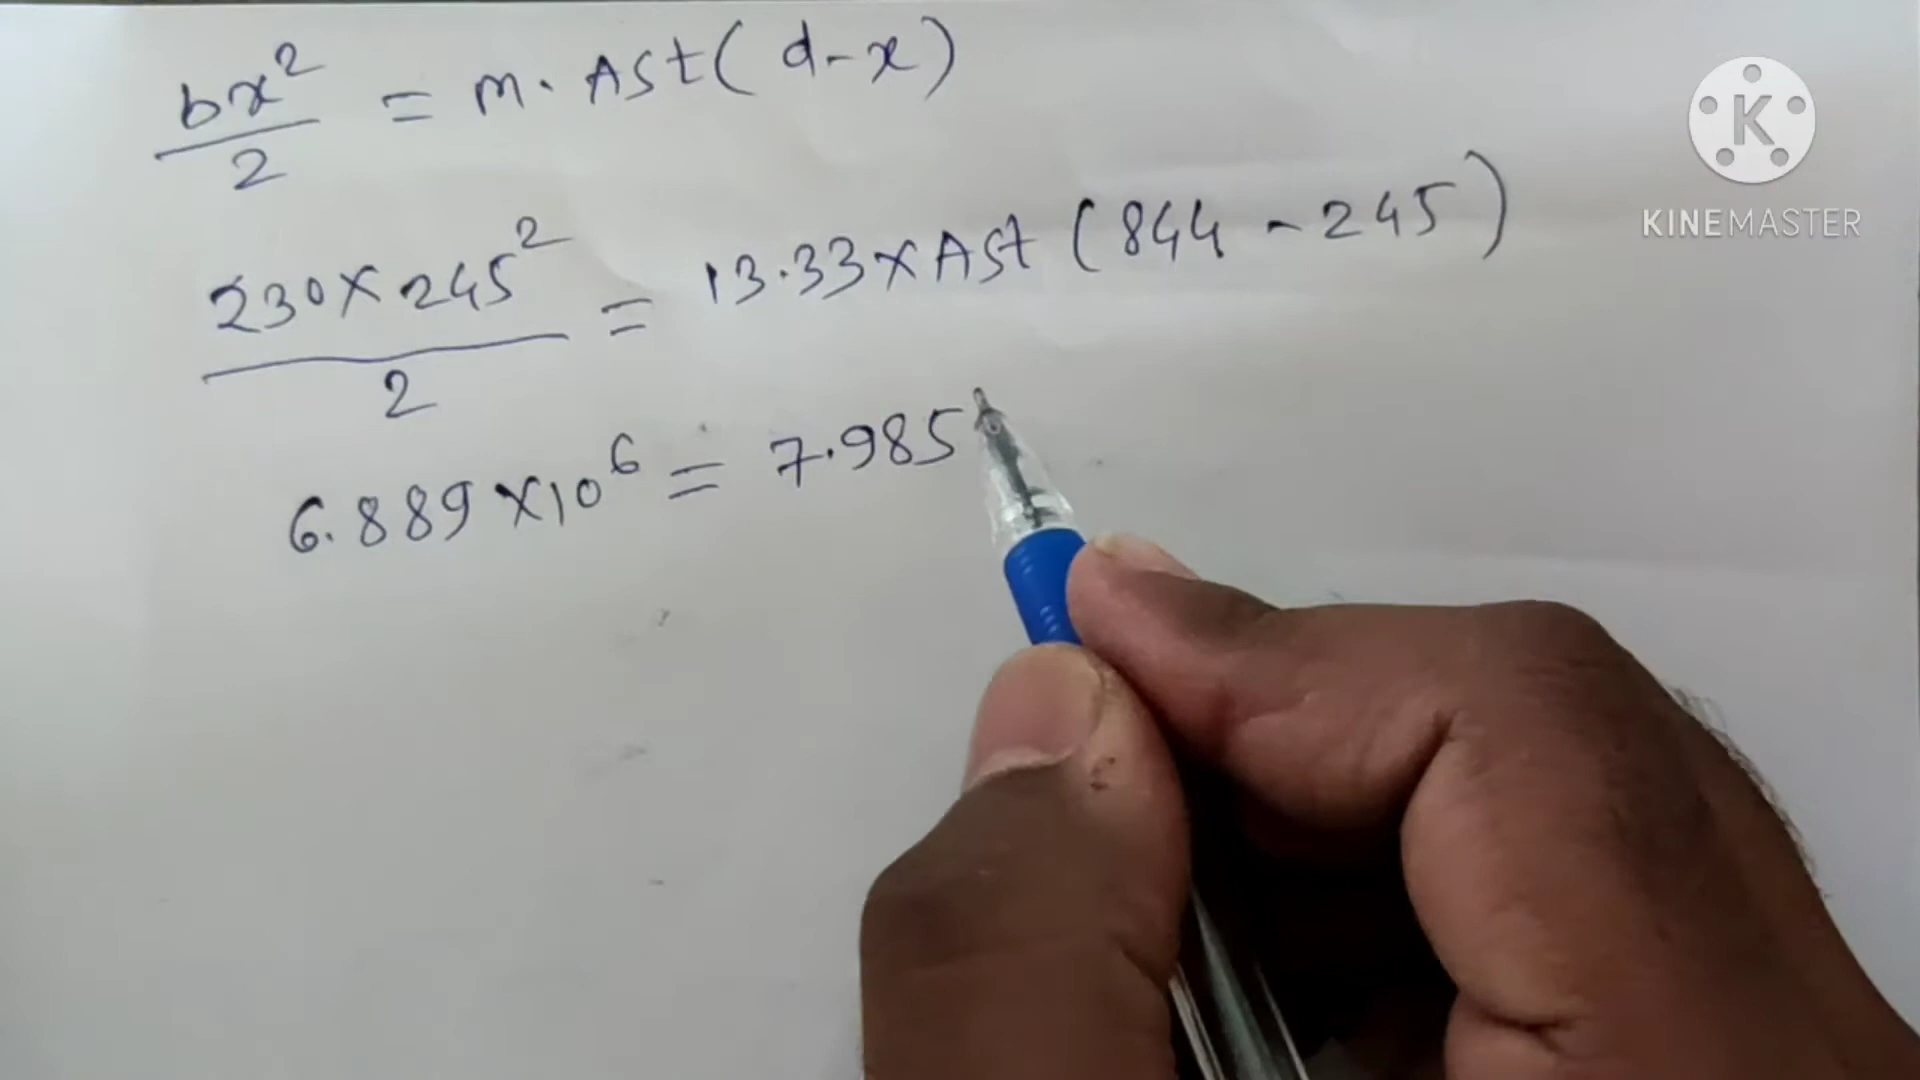 bx²/2 = m. Ast(d-x)
K
KINEMASTER
230×245²/2 = 13.33×Ast(844-245)
6.889×10⁶ = 7.985